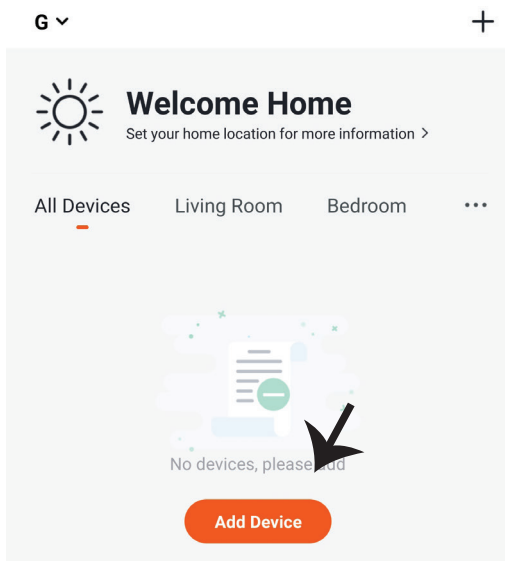 G
Welcome Home
Set your home location for more information >
All Devices Living Room Bedroom ...
No devices, please add
Add Device